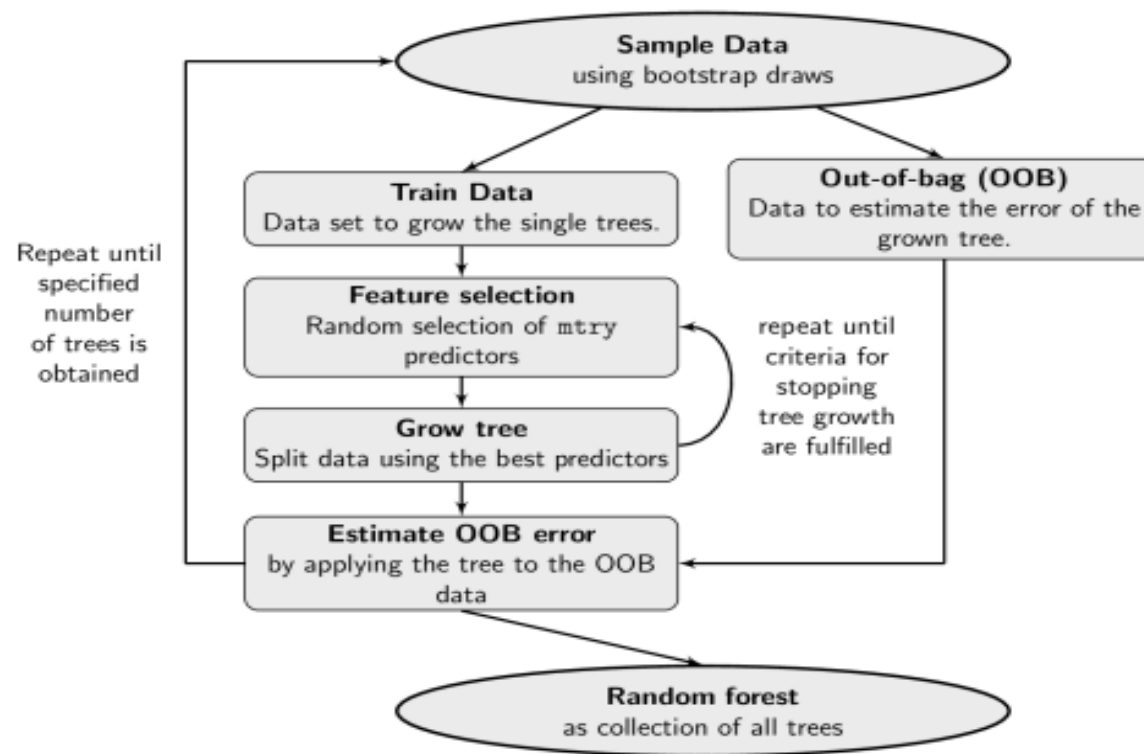 Sample Data
using bootstrap draws
Train Data
Data set to grow the single trees.
Out-of-bag (OOB)
Data to estimate the error of the
grown tree.
Repeat until
specified
number
of trees is
obtained
Feature selection
Random selection of mtry
predictors
repeat until
criteria for
stopping
tree growth
are fulfilled
Grow tree
Split data using the best predictors
Estimate OOB error
by applying the tree to the OOB
data
Random forest
as collection of all trees